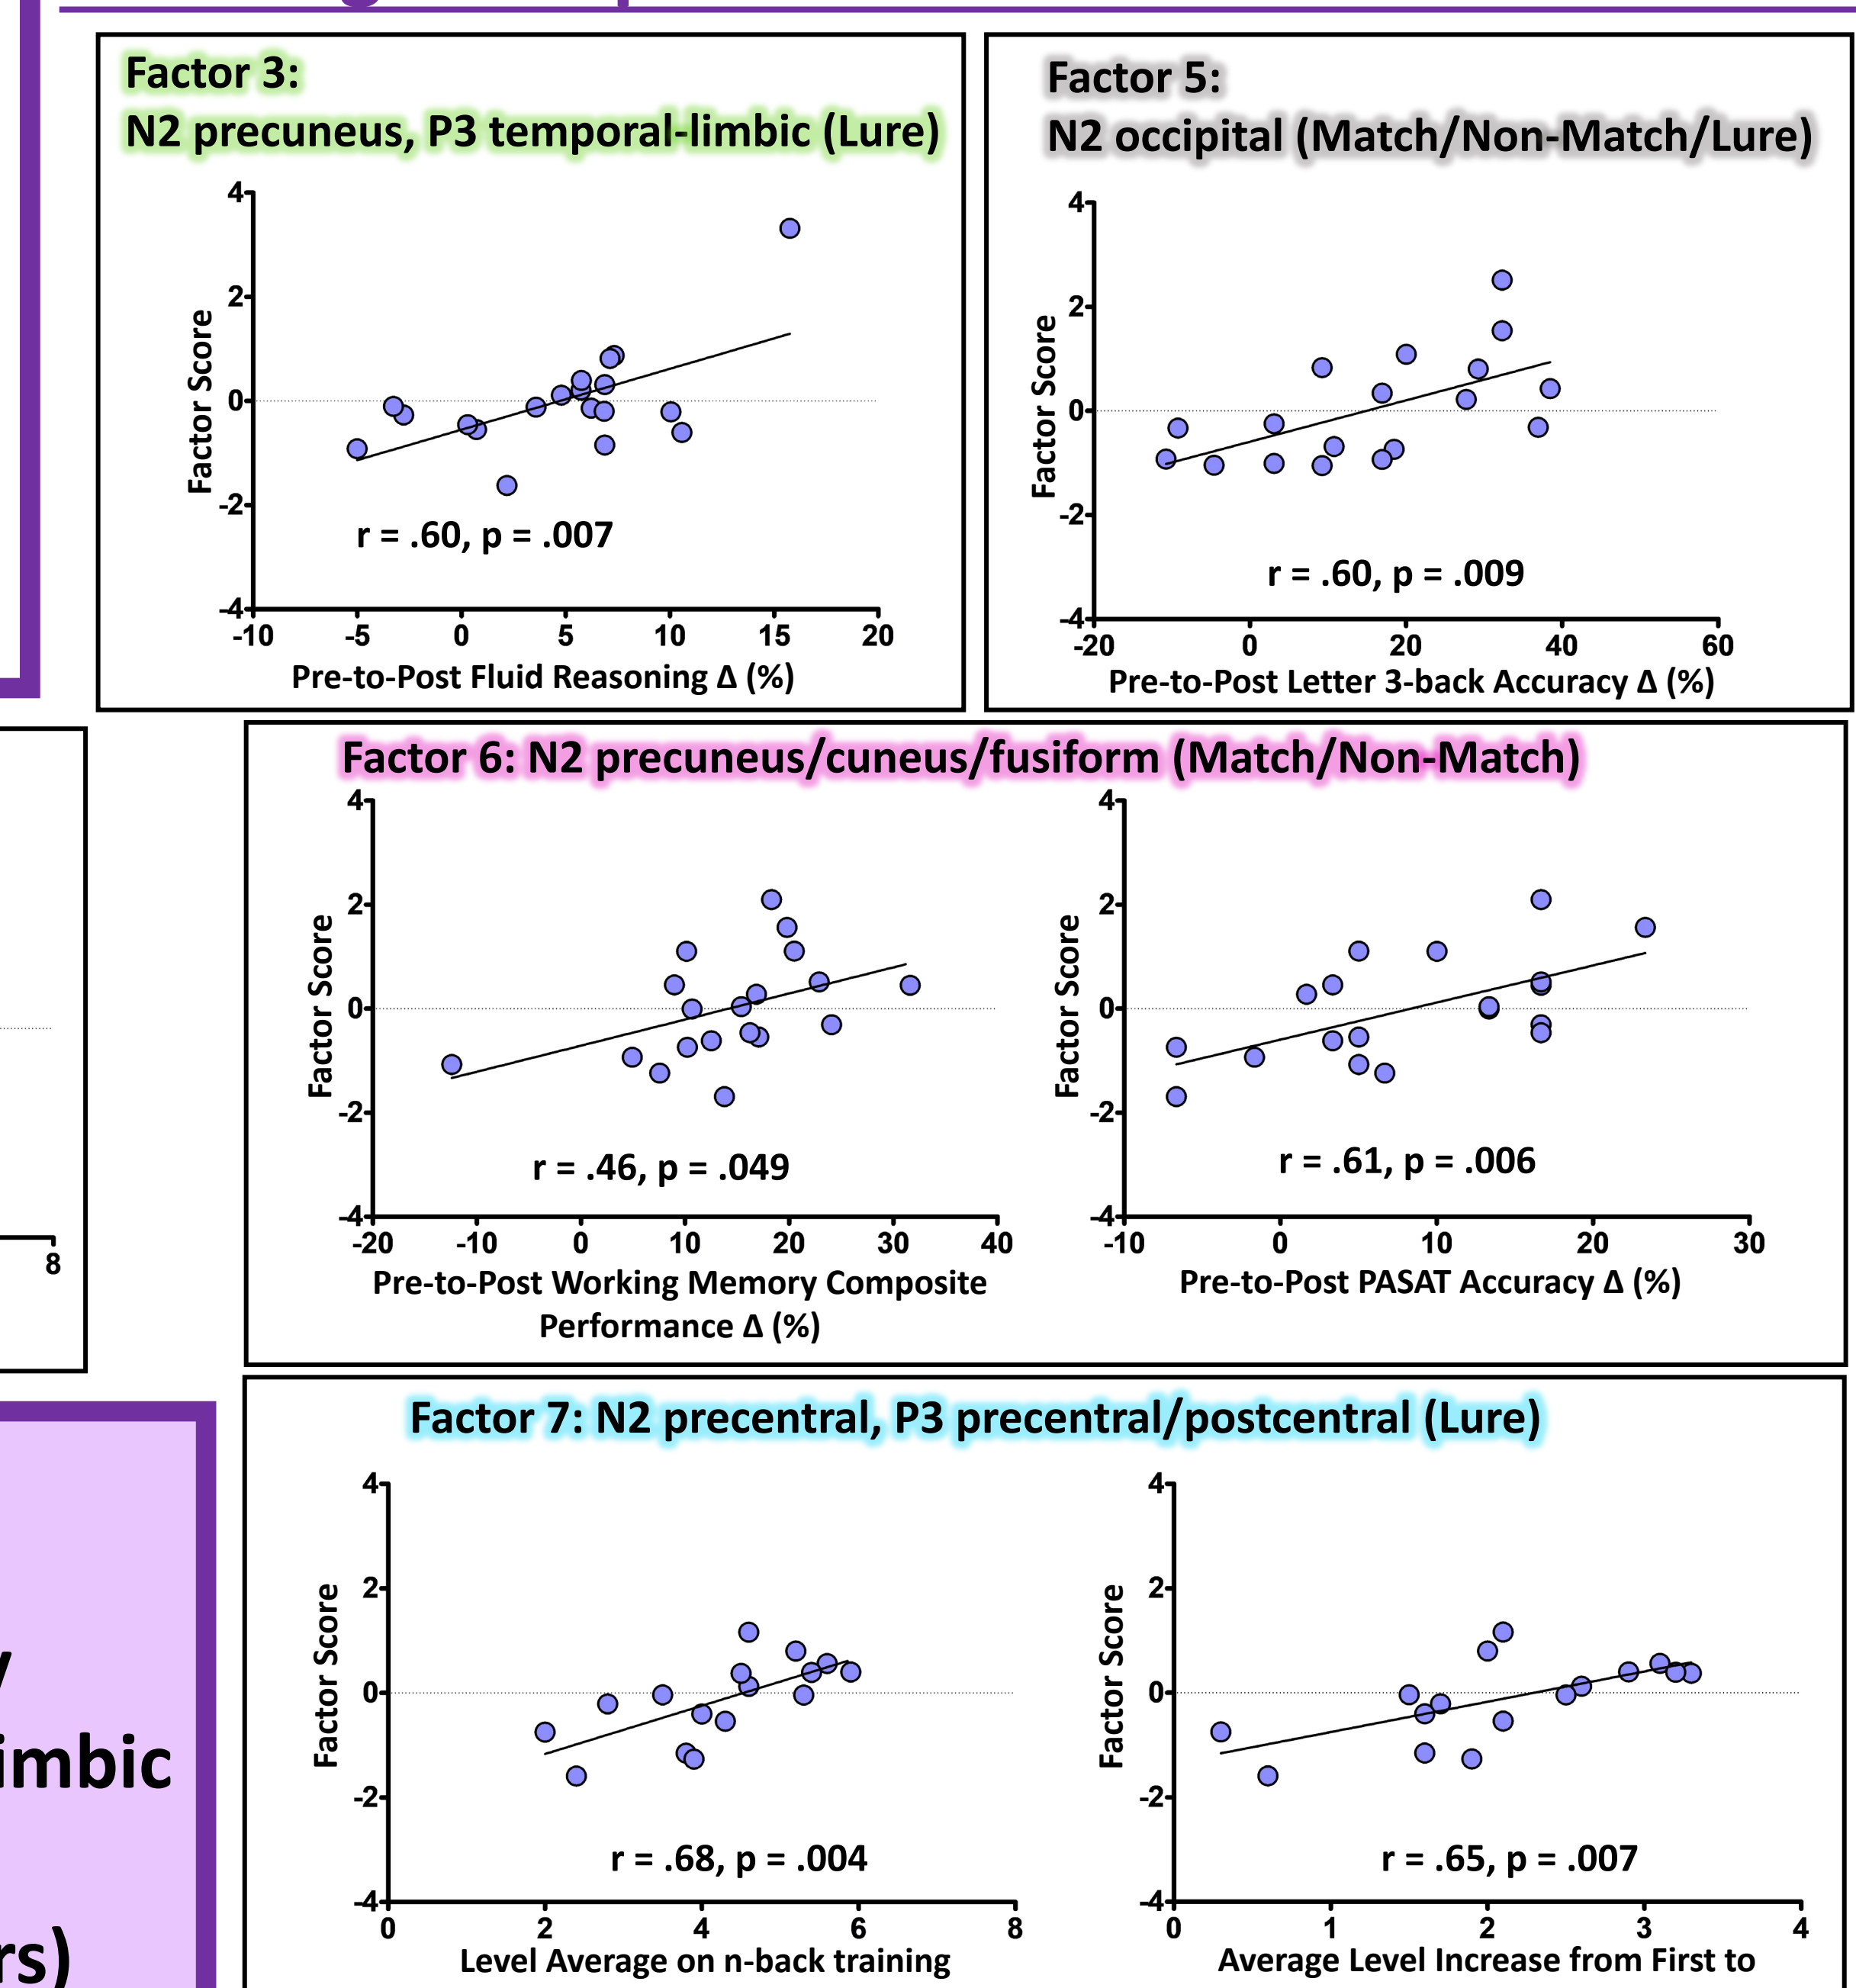 Factor 3:
N2 precuneus, P3 temporal-limbic (Lure)
4
2
0
-2
-4
Factor Score
-10 -5 0 5 10 15 20
r = .60, p = .007
Pre-to-Post Fluid Reasoning Δ (%)
Factor 5:
N2 occipital (Match/Non-Match/Lure)
4
2
0
-2
-4
Factor Score
-20 0 20 40 60
r = .60, p = .009
Pre-to-Post Letter 3-back Accuracy Δ (%)
8
Factor 6: N2 precuneus/cuneus/fusiform (Match/Non-Match)
4
2
0
-2
-4
Factor Score
r = .46, p = .049
-20 -10 0 10 20 30 40
Pre-to-Post Working Memory Composite
Performance Δ (%)
4
2
0
-2
-4
Factor Score
r = .61, p = .006
-10 0 10 20 30
Pre-to-Post PASAT Accuracy Δ (%)
imbic
rs)
Factor 7: N2 precentral, P3 precentral/postcentral (Lure)
4
2
0
-2
-4
Factor Score
r = .68, p = .004
0 2 4 6 8
Level Average on n-back training
4
2
0
-2
-4
Factor Score
r = .65, p = .007
0 1 2 3 4
Average Level Increase from First to